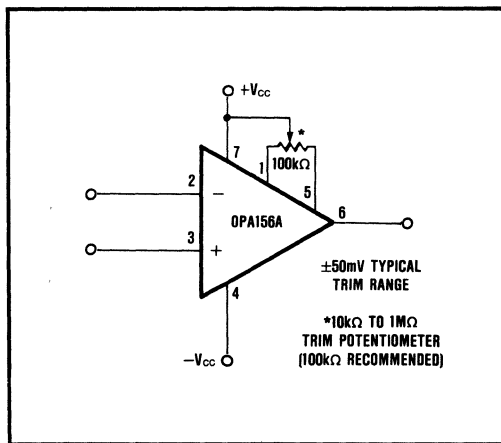 +Vcc
*
7
1
100kΩ
5
2
−
OPA156A
6
3
+
4
±50mV TYPICAL
TRIM RANGE
*10kΩ TO 1MΩ
TRIM POTENTIOMETER
(100kΩ RECOMMENDED)
−Vcc